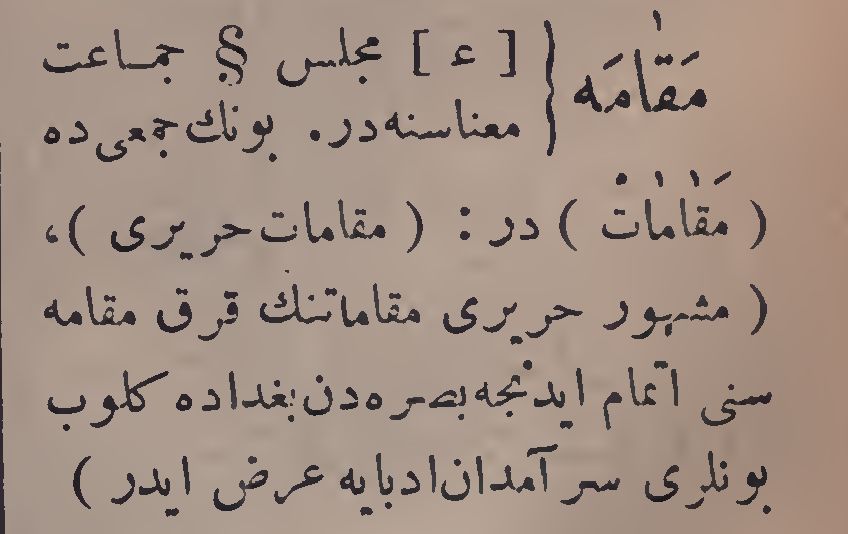 مَقَامَه { [ ع ] مجلس § جماعت
معناسنه‌در. بونك جمعی ده
( مَقَامَاتْ ) در : ( مقامات حریری )،
( مشهور حریری مقاماتنك قرق مقامه
سنی اتمام ایدنجه بصره‌دن بغداده كلوب
بونلری سرآمدان ادبایه عرض ایدر )